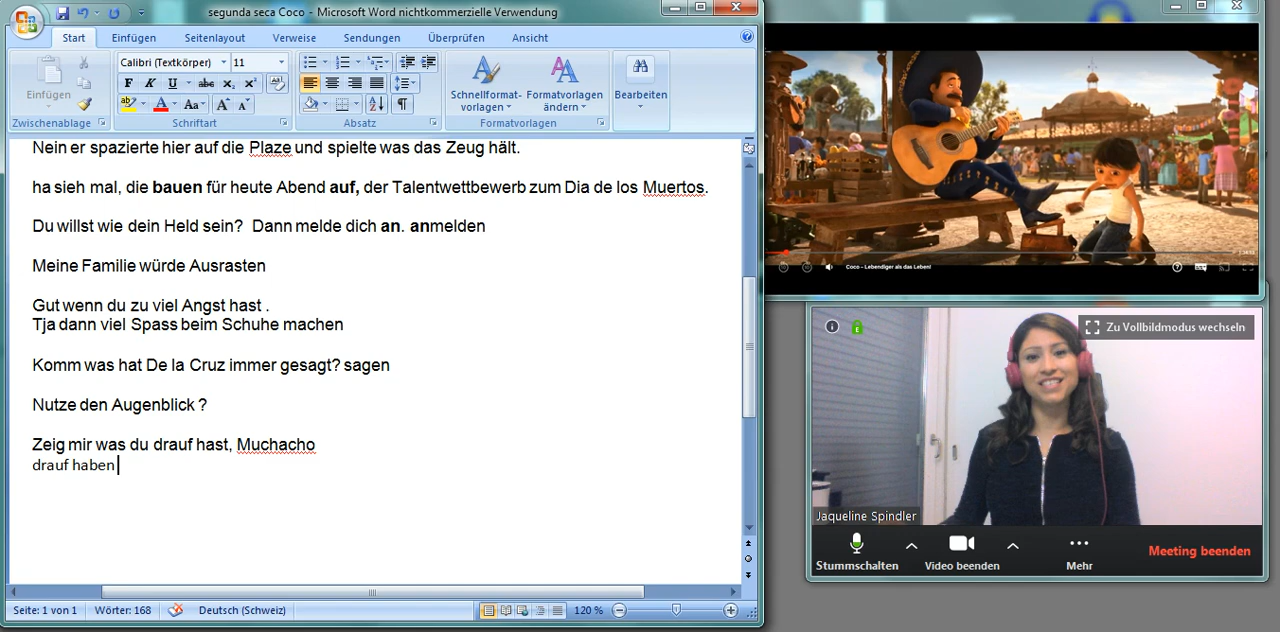 segunda seca Coco - Microsoft Word nichtkommerzielle Verwendung
Start Einfügen Seitenlayout Verweise Sendungen Überprüfen Ansicht
Calibri (Textkörper) 11
Einfügen
F K U abc x₂ x²
ab A Aa A A
Schnellformat-
vorlagen
Formatvorlagen
ändern
Bearbeiten
Zwischenablage Schriftart Absatz Formatvorlagen
Nein er spazierte hier auf die Plaze und spielte was das Zeug hält.
ha sieh mal, die bauen für heute Abend auf, der Talentwettbewerb zum Dia de los Muertos.
Du willst wie dein Held sein? Dann melde dich an. anmelden
Meine Familie würde Ausrasten
Gut wenn du zu viel Angst hast .
Tja dann viel Spass beim Schuhe machen
Komm was hat De la Cruz immer gesagt? sagen
Nutze den Augenblick ?
Zeig mir was du drauf hast, Muchacho
drauf haben
Seite: 1 von 1 Wörter: 168 Deutsch (Schweiz) 120 %
Coco – Lebendiger als das Leben!
Zu Vollbildmodus wechseln
Jaqueline Spindler
Stummschalten Video beenden Mehr Meeting beenden